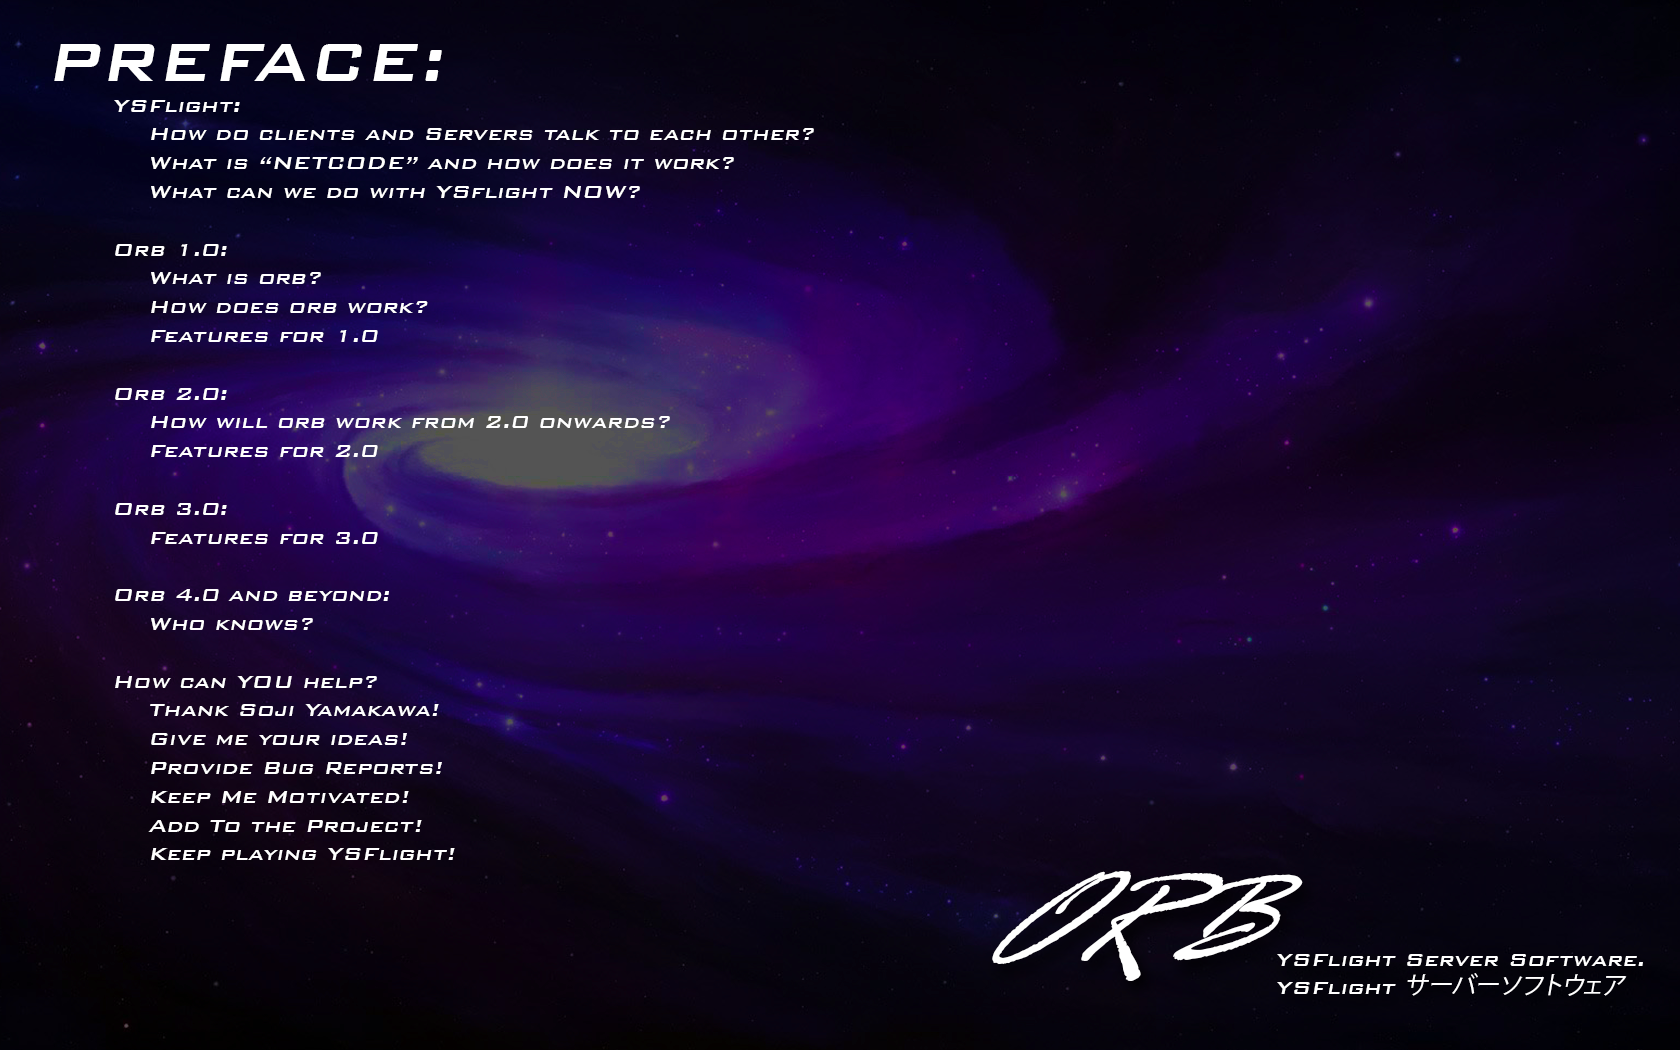 PREFACE:
YSFlight:
How do clients and Servers talk to each other?
What is “NETCODE” and how does it work?
What can we do with YSflight NOW?
Orb 1.0:
What is orb?
How does orb work?
Features for 1.0
Orb 2.0:
How will orb work from 2.0 onwards?
Features for 2.0
Orb 3.0:
Features for 3.0
Orb 4.0 and beyond:
Who knows?
How can YOU help?
Thank Soji Yamakawa!
Give me your ideas!
Provide Bug Reports!
Keep Me Motivated!
Add To the Project!
Keep playing YSFlight!
ORB
YSFlight Server Software.
YSFlight サーバーソフトウェア